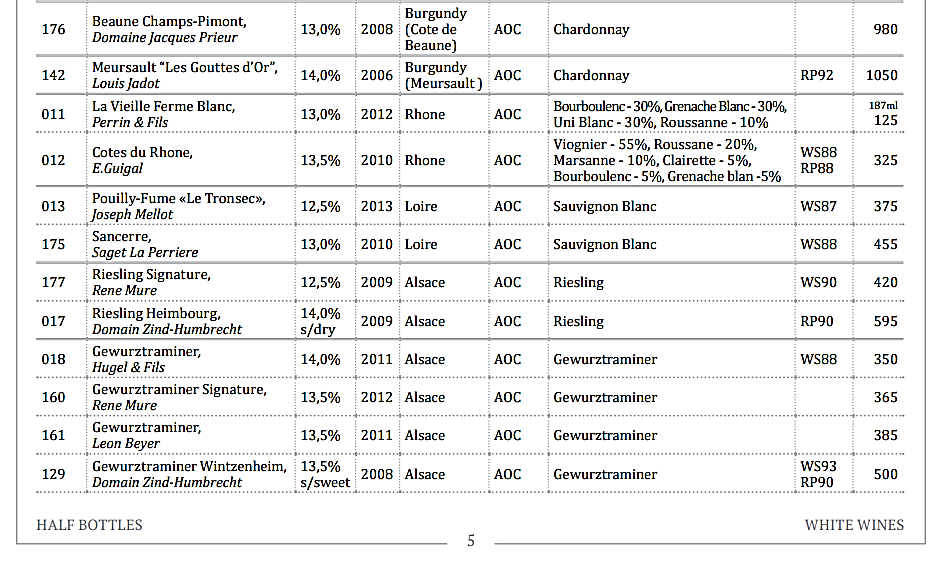 176 Beaune Champs-Pimont, Domaine Jacques Prieur 13,0% 2008 Burgundy (Cote de Beaune) AOC Chardonnay 980
142 Meursault “Les Gouttes d’Or”, Louis Jadot 14,0% 2006 Burgundy (Meursault ) AOC Chardonnay RP92 1050
011 La Vieille Ferme Blanc, Perrin & Fils 13,0% 2012 Rhone AOC Bourboulenc - 30%, Grenache Blanc - 30%, Uni Blanc - 30%, Roussanne - 10% 187ml 125
012 Cotes du Rhone, E.Guigal 13,5% 2010 Rhone AOC Viognier - 55%, Roussane - 20%, Marsanne - 10%, Clairette - 5%, Bourboulenc - 5%, Grenache blan -5% WS88 RP88 325
013 Pouilly-Fume «Le Tronsec», Joseph Mellot 12,5% 2013 Loire AOC Sauvignon Blanc WS87 375
175 Sancerre, Saget La Perriere 13,0% 2010 Loire AOC Sauvignon Blanc WS88 455
177 Riesling Signature, Rene Mure 12,5% 2009 Alsace AOC Riesling WS90 420
017 Riesling Heimbourg, Domain Zind-Humbrecht 14,0% s/dry 2009 Alsace AOC Riesling RP90 595
018 Gewurztraminer, Hugel & Fils 14,0% 2011 Alsace AOC Gewurztraminer WS88 350
160 Gewurztraminer Signature, Rene Mure 13,5% 2012 Alsace AOC Gewurztraminer 365
161 Gewurztraminer, Leon Beyer 13,5% 2011 Alsace AOC Gewurztraminer 385
129 Gewurztraminer Wintzenheim, Domain Zind-Humbrecht 13,5% s/sweet 2008 Alsace AOC Gewurztraminer WS93 RP90 500
HALF BOTTLES WHITE WINES
5